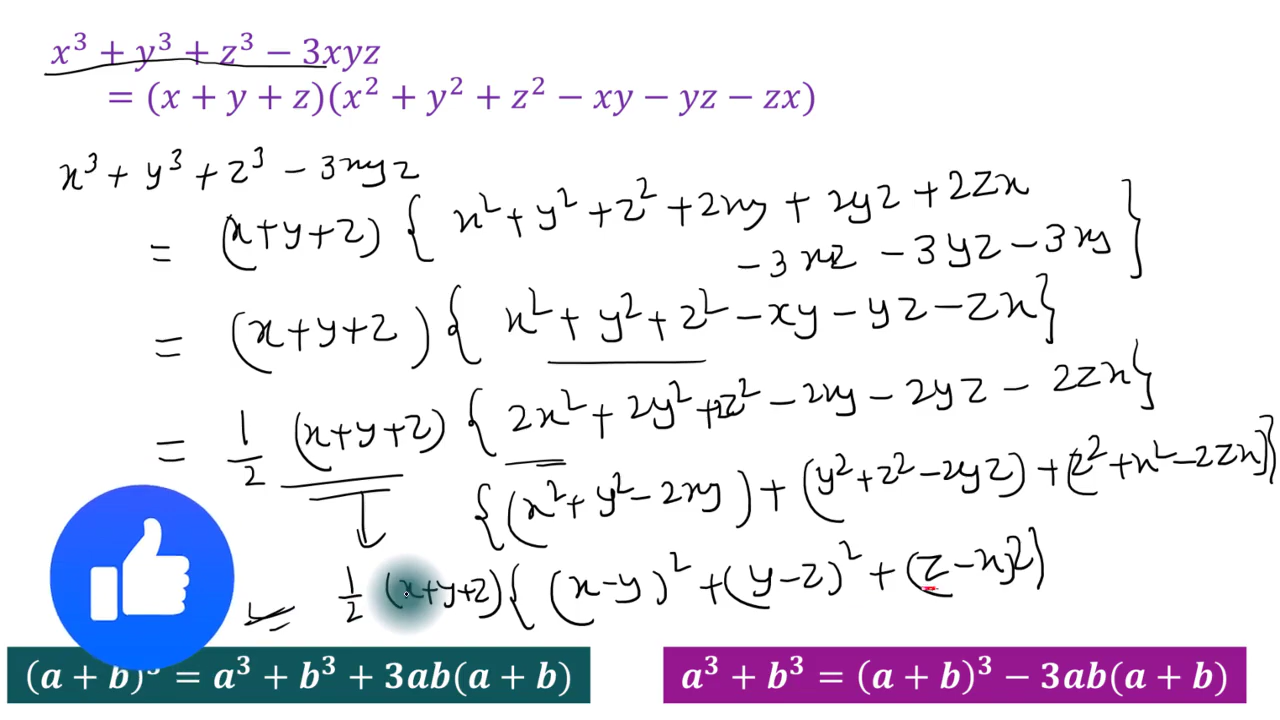 x³ + y³ + z³ − 3xyz
= (x + y + z)(x² + y² + z² − xy − yz − zx)
x³ + y³ + z³ − 3xyz
= (x+y+z) { x² + y² + z² + 2xy + 2yz + 2zx
− 3xz − 3yz − 3xy }
= (x+y+z) { x² + y² + z² − xy − yz − zx }
= 1/2 (x+y+z) { 2x² + 2y² + 2z² − 2xy − 2yz − 2zx }
{ (x² + y² − 2xy) + (y² + z² − 2yz) + (z² + x² − 2zx) }
1/2 (x+y+z) { (x−y)² + (y−z)² + (z−x)² }
(a + b)³ = a³ + b³ + 3ab(a + b)
a³ + b³ = (a + b)³ − 3ab(a + b)